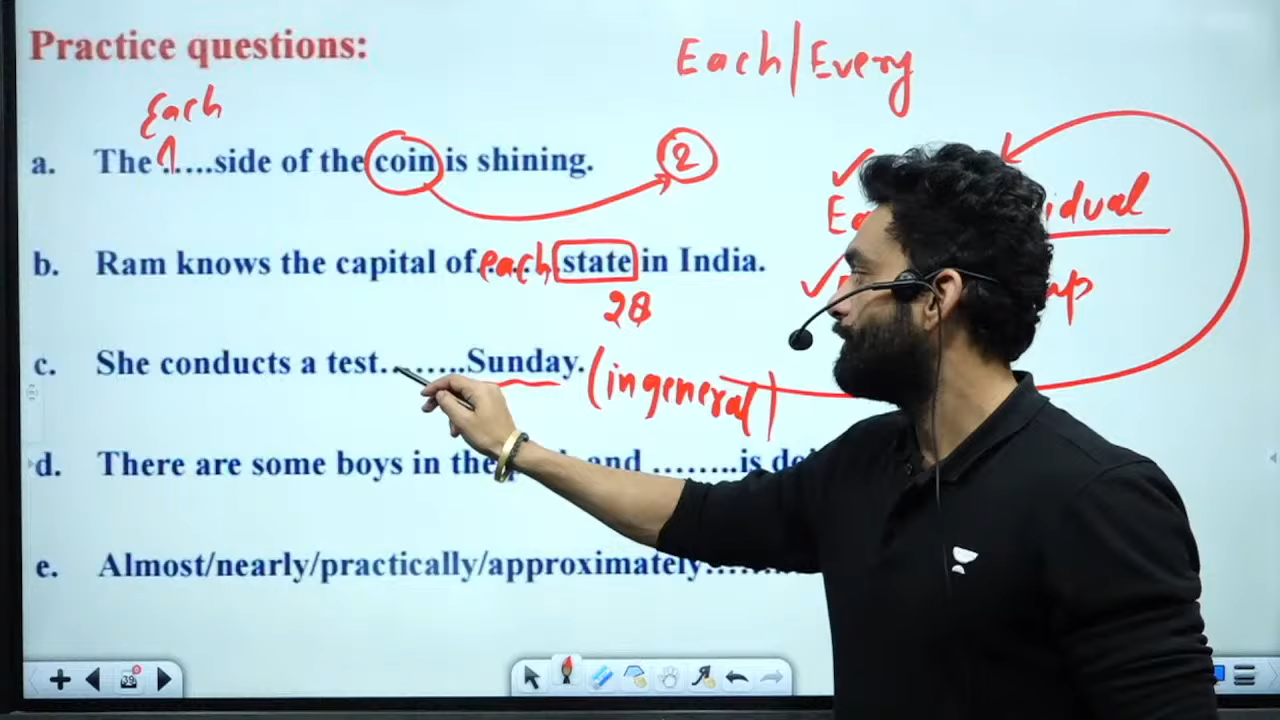 Practice questions:
Each/Every
Each
a. The .....side of the coin is shining.
2
b. Ram knows the capital of each state in India.
28
c. She conducts a test........Sunday.
(in general)
d. There are some boys in the and ........is
e. Almost/nearly/practically/approximately
39